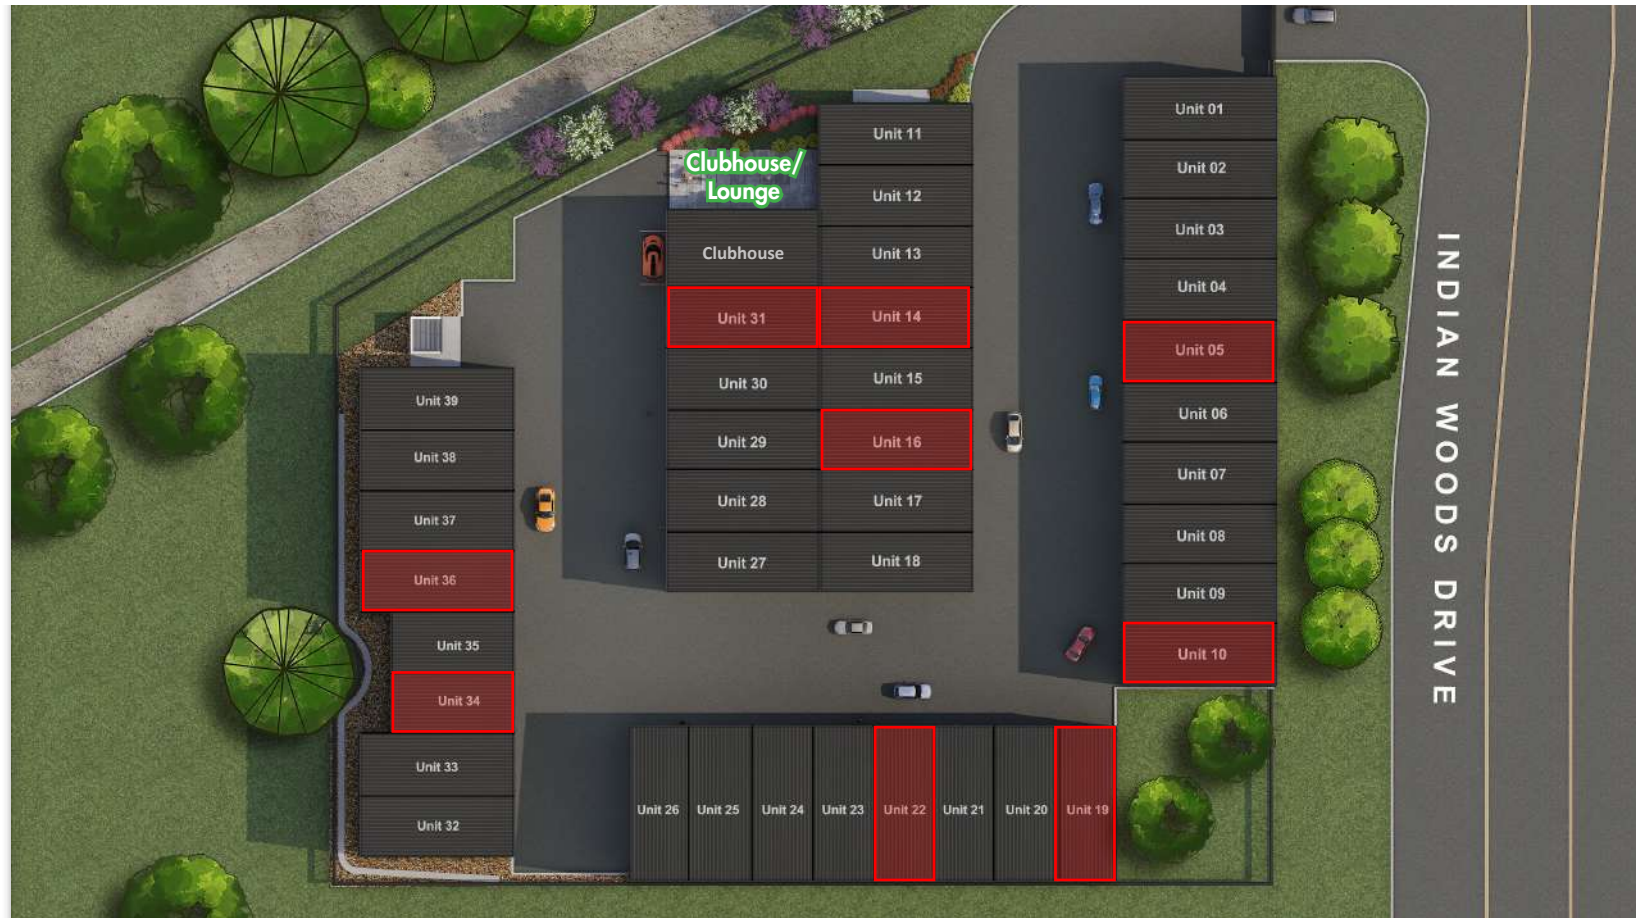 Unit 01
Unit 02
Unit 03
Unit 04
Unit 05
Unit 06
Unit 07
Unit 08
Unit 09
Unit 10
Unit 11
Unit 12
Unit 13
Unit 14
Unit 15
Unit 16
Unit 17
Unit 18
Clubhouse/
Lounge
Clubhouse
Unit 31
Unit 30
Unit 29
Unit 28
Unit 27
Unit 39
Unit 38
Unit 37
Unit 36
Unit 35
Unit 34
Unit 33
Unit 32
Unit 26
Unit 25
Unit 24
Unit 23
Unit 22
Unit 21
Unit 20
Unit 19
INDIAN WOODS DRIVE